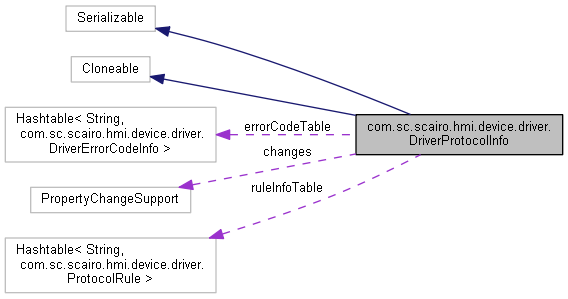 Serializable
Cloneable
com.sc.scairo.hmi.device.driver.
DriverProtocolInfo
Hashtable< String,
com.sc.scairo.hmi.device.driver.
DriverErrorCodeInfo >
errorCodeTable
changes
PropertyChangeSupport
ruleInfoTable
Hashtable< String,
com.sc.scairo.hmi.device.driver.
ProtocolRule >